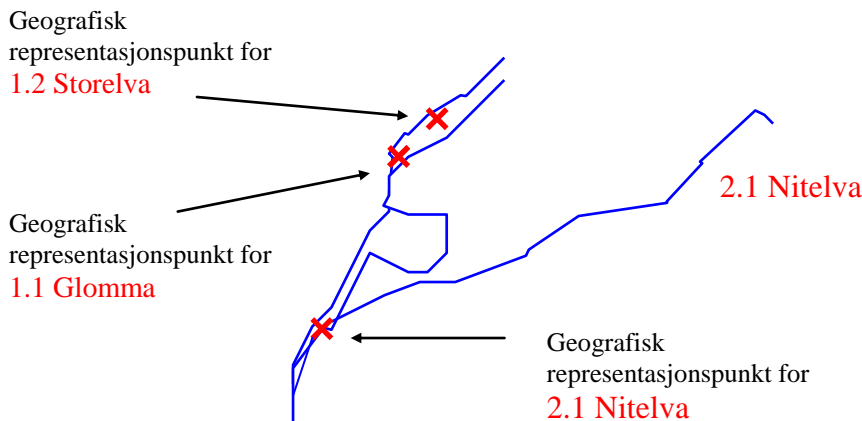 Geografisk
representasjonspunkt for
1.2 Storelva
2.1 Nitelva
Geografisk
representasjonspunkt for
1.1 Glomma
Geografisk
representasjonspunkt for
2.1 Nitelva